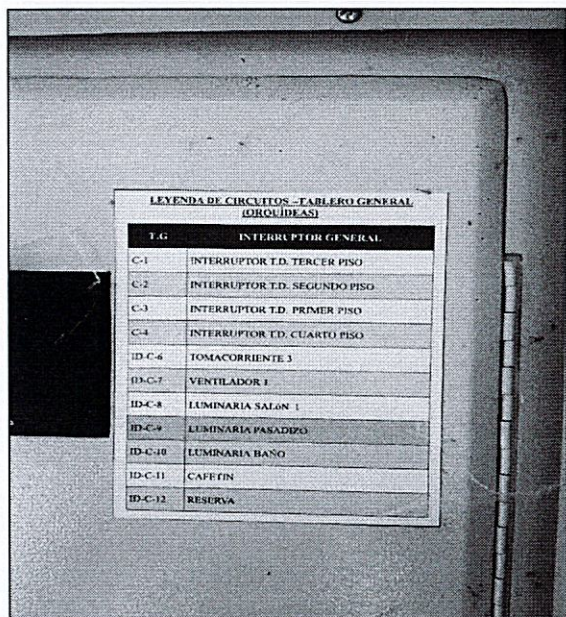 LEYENDA DE CIRCUITOS –TABLERO GENERAL
(ORQUÍDEAS)
T.G INTERRUPTOR GENERAL
C-1 INTERRUPTOR T.D. TERCER PISO
C-2 INTERRUPTOR T.D. SEGUNDO PISO
C-3 INTERRUPTOR T.D. PRIMER PISO
C-4 INTERRUPTOR T.D. CUARTO PISO
ID-C-6 TOMACORRIENTE 3
ID-C-7 VENTILADOR 1
ID-C-8 LUMINARIA SALóN 1
ID-C-9 LUMINARIA PASADIZO
ID-C-10 LUMINARIA BAÑO
ID-C-11 CAFETIN
ID-C-12 RESERVA